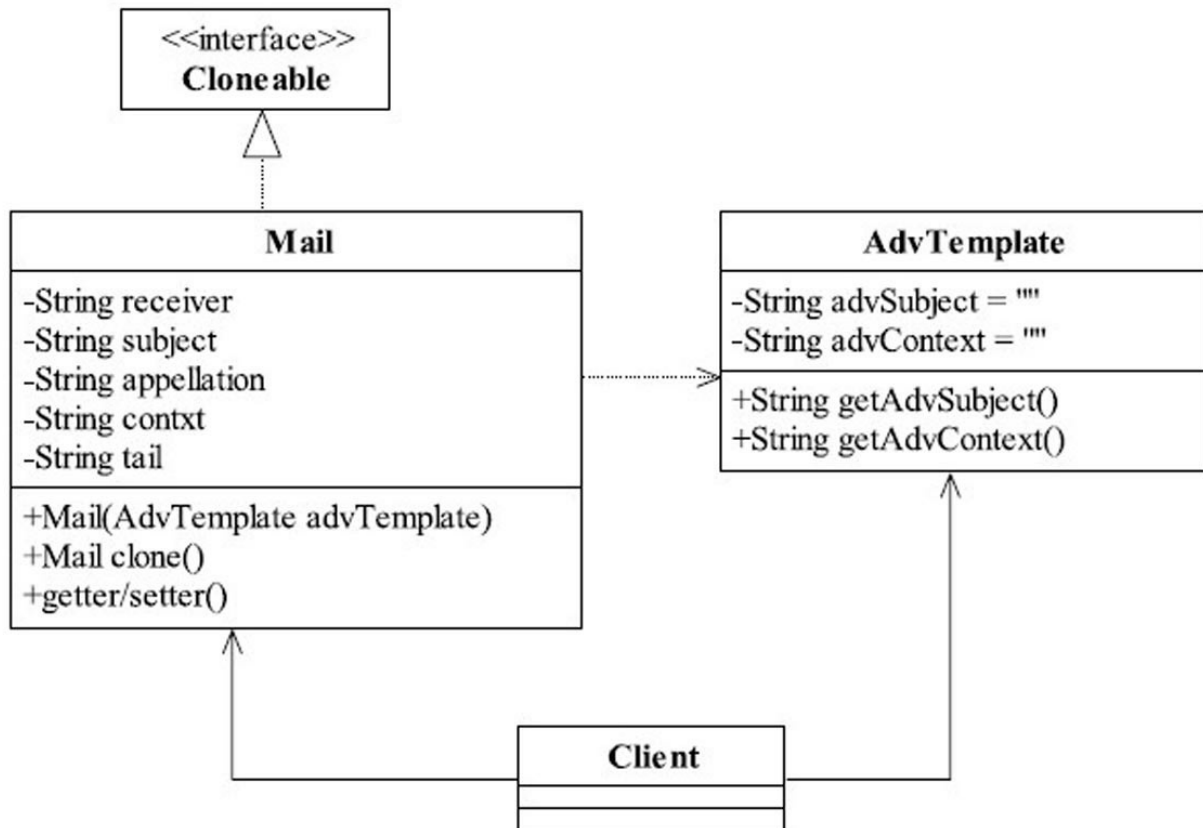 <<interface>>
Cloneable
Mail
-String receiver
-String subject
-String appellation
-String contxt
-String tail
+Mail(AdvTemplate advTemplate)
+Mail clone()
+getter/setter()
AdvTemplate
-String advSubject = ""
-String advContext = ""
+String getAdvSubject()
+String getAdvContext()
Client